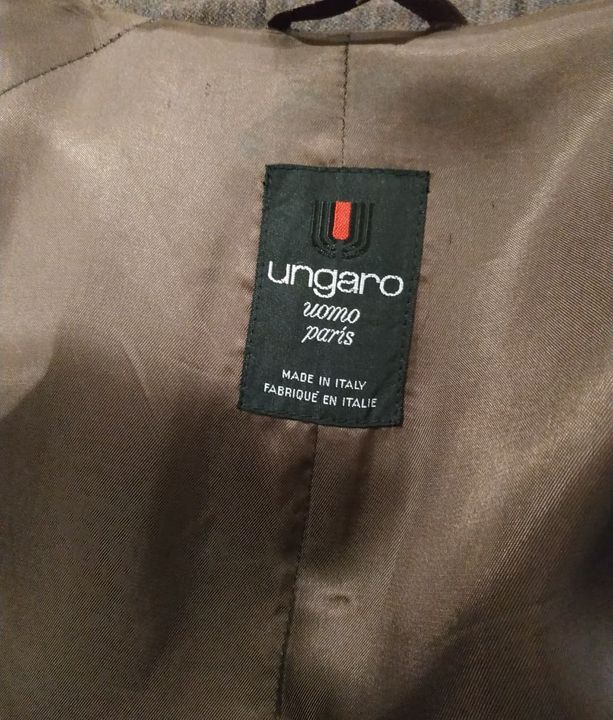 ungaro
uomo
paris
MADE IN ITALY
FABRIQUÉ EN ITALIE